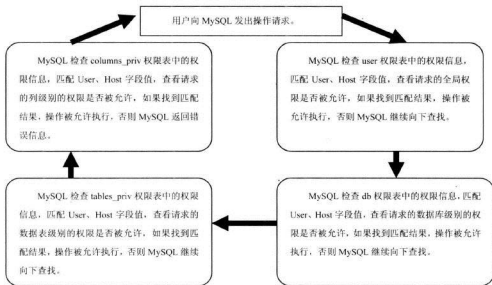 用户向 MySQL 发出操作请求。
MySQL 检查 user 权限表中的权限信息，
匹配 User、Host 字段值，查看请求的全局权
限是否被允许，如果找到匹配结果，操作被
允许执行，否则 MySQL 继续向下查找。
MySQL 检查 db 权限表中的权限信息，匹配
User、Host 字段值，查看请求的数据库级别的权
限是否被允许，如果找到匹配结果，操作被允许
执行，否则 MySQL 继续向下查找。
MySQL 检查 tables_priv 权限表中的权限
信息，匹配 User、Host 字段值，查看请求的
数据表级别的权限是否被允许，如果找到匹
配结果，操作被允许执行，否则 MySQL 继续
向下查找。
MySQL 检查 columns_priv 权限表中的权
限信息，匹配 User、Host 字段值，查看请求
的列级别的权限是否被允许，如果找到匹配
结果，操作被允许执行，否则 MySQL 返回错
误信息。